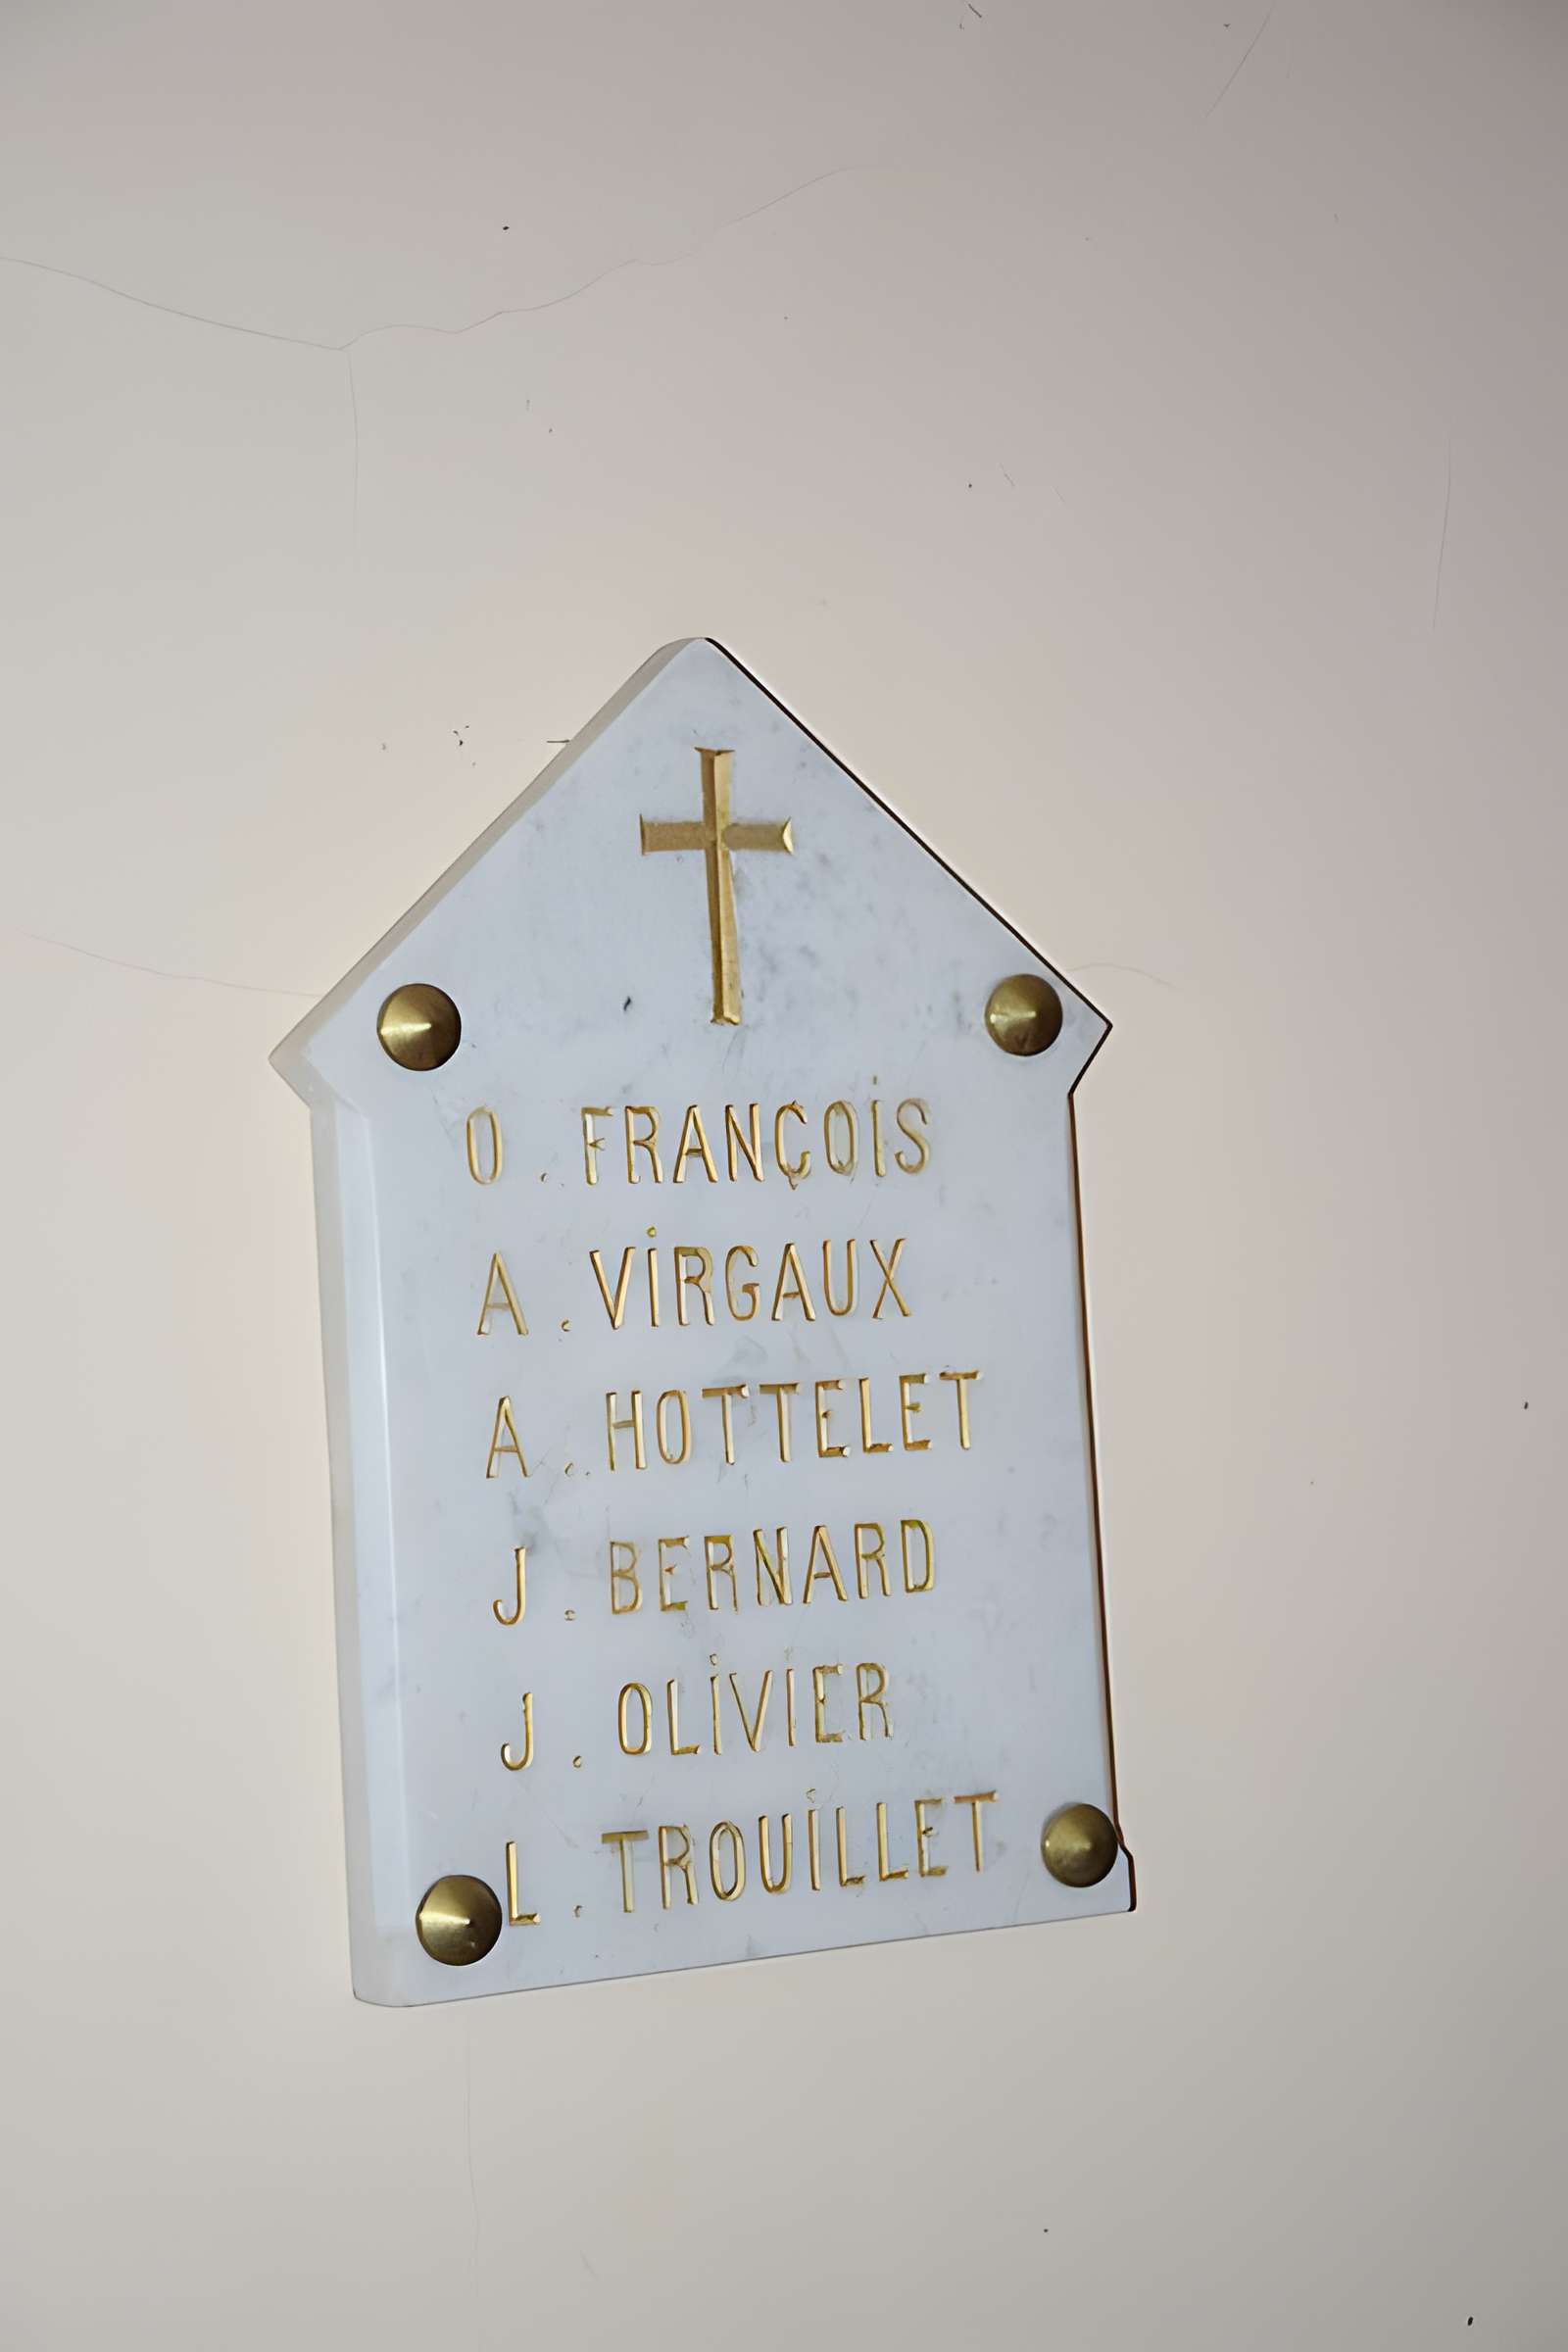 O. FRANÇOIS
A. VIRGAUX
A. HOTTELET
J. BERNARD
J. OLIVIER
L. TROUILLET